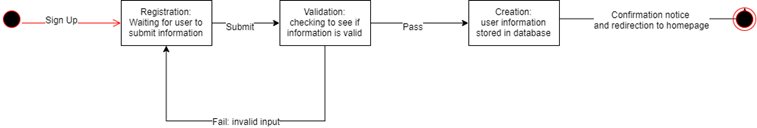 Sign Up
Registration:
Waiting for user to
submit information
Submit
Validation:
checking to see if
information is valid
Pass
Creation:
user information
stored in database
Confirmation notice
and redirection to homepage
Fail: invalid input